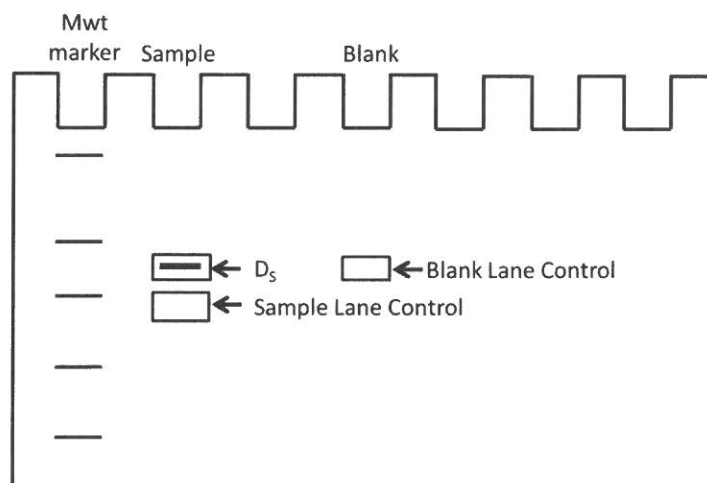 Mwt
marker
Sample
Blank
D_S
Blank Lane Control
Sample Lane Control